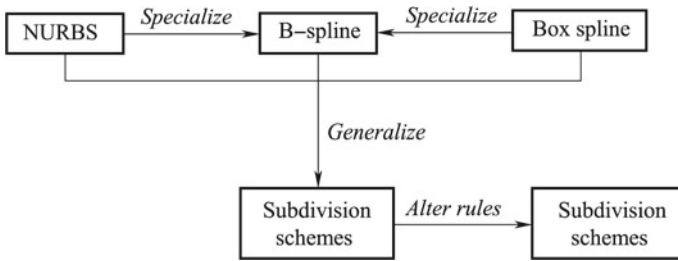 Specialize
Specialize
NURBS
B–spline
Box spline
Generalize
Subdivision
schemes
Alter rules
Subdivision
schemes